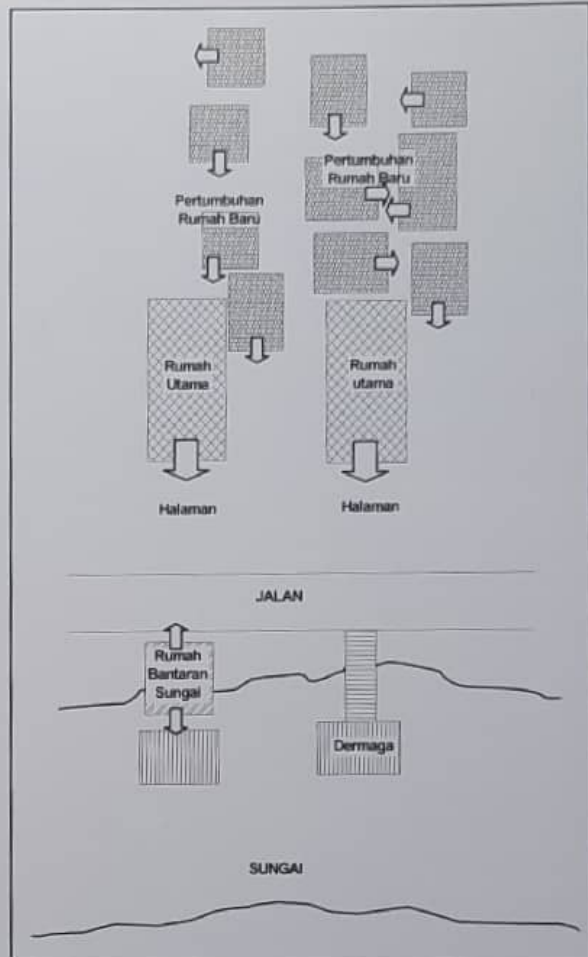 Pertumbuhan
Rumah Baru
Pertumbuhan
Rumah Baru
Rumah
Utama
Rumah
utama
Halaman
Halaman
JALAN
Rumah
Bantaran
Sungai
Dermaga
SUNGAI